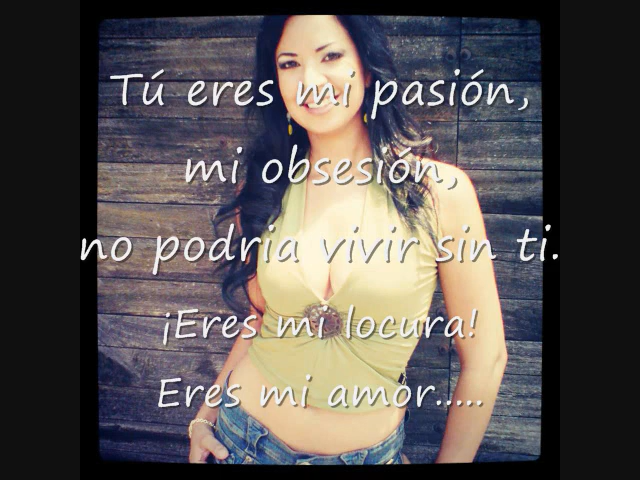 Tú eres mi pasión,
mi obsesión,
no podria vivir sin ti.
¡Eres mi locura!
Eres mi amor.....